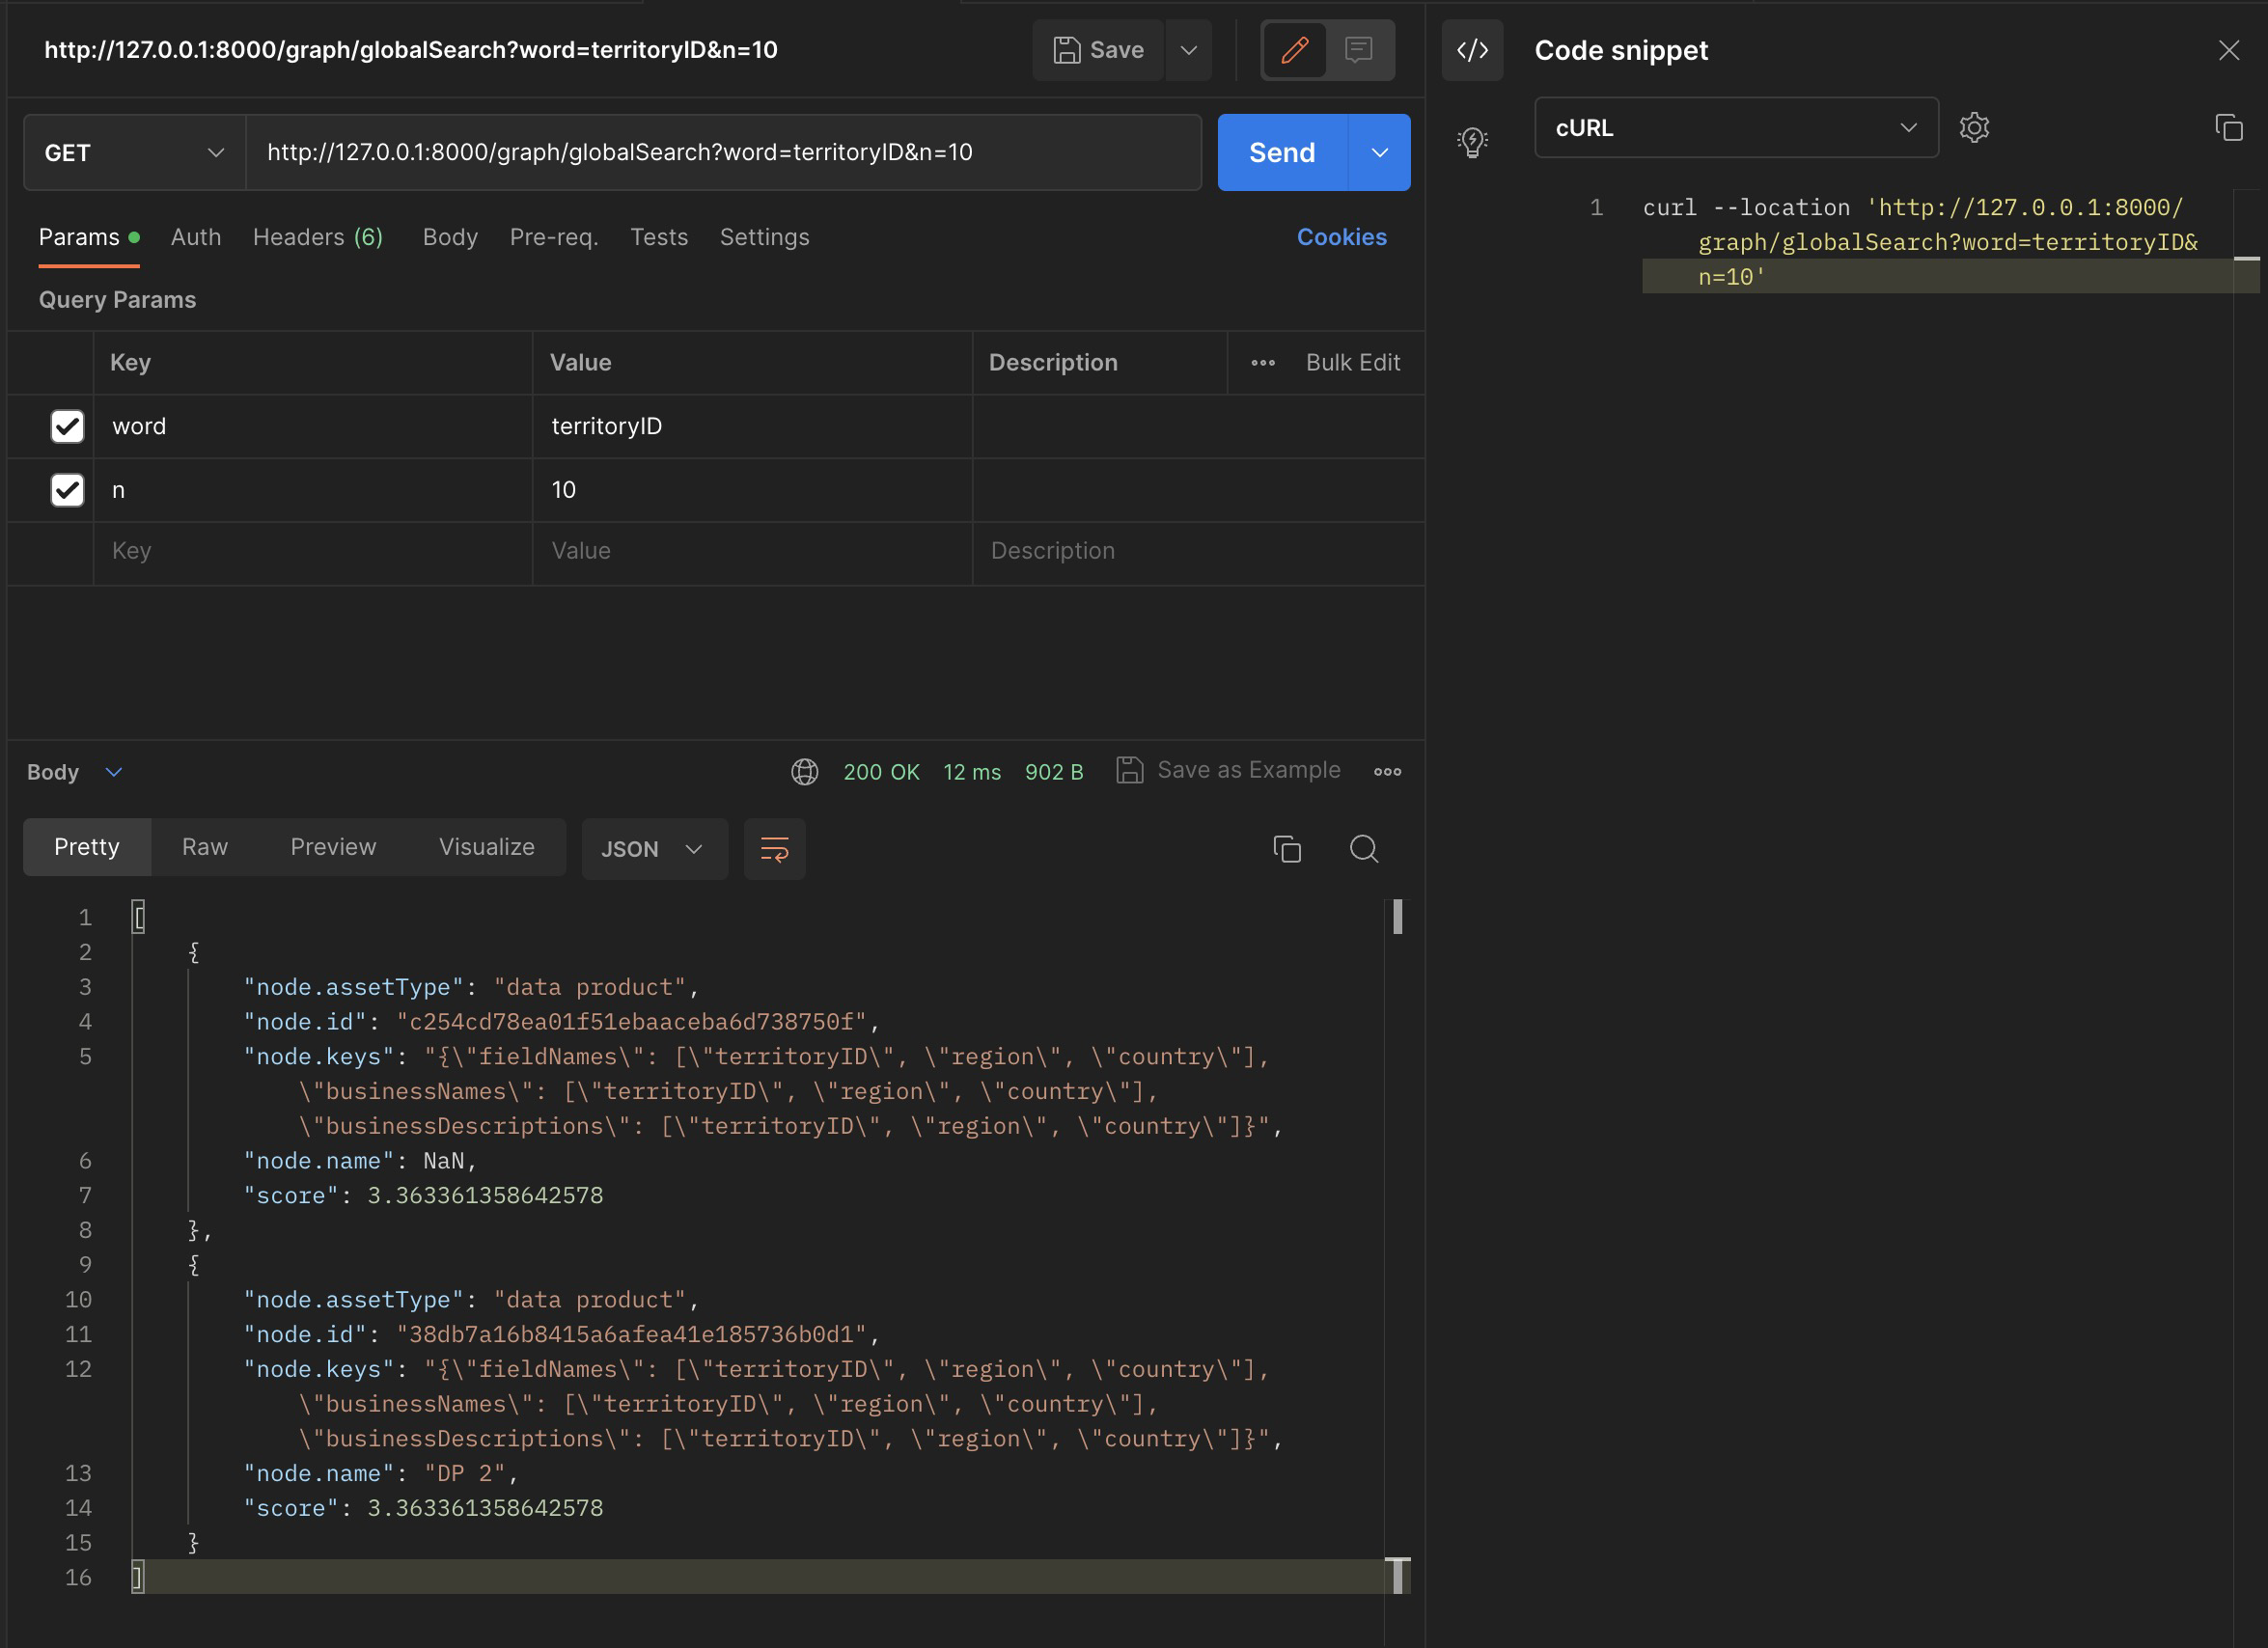 http://127.0.0.1:8000/graph/globalSearch?word=territoryID&n=10
Save
GET
http://127.0.0.1:8000/graph/globalSearch?word=territoryID&n=10
Send
Params
Auth
Headers (6)
Body
Pre-req.
Tests
Settings
Cookies
Query Params
Key
Value
Description
Bulk Edit
word
territoryID
n
10
Key
Value
Description
Body
200 OK
12 ms
902 B
Save as Example
Pretty
Raw
Preview
Visualize
JSON
1 [
2 {
3 "node.assetType": "data product",
4 "node.id": "c254cd78ea01f51ebaaceba6d738750f",
5 "node.keys": "{\"fieldNames\": [\"territoryID\", \"region\", \"country\"],
\"businessNames\": [\"territoryID\", \"region\", \"country\"],
\"businessDescriptions\": [\"territoryID\", \"region\", \"country\"]}",
6 "node.name": NaN,
7 "score": 3.363361358642578
8 },
9 {
10 "node.assetType": "data product",
11 "node.id": "38db7a16b8415a6afea41e185736b0d1",
12 "node.keys": "{\"fieldNames\": [\"territoryID\", \"region\", \"country\"],
\"businessNames\": [\"territoryID\", \"region\", \"country\"],
\"businessDescriptions\": [\"territoryID\", \"region\", \"country\"]}",
13 "node.name": "DP 2",
14 "score": 3.363361358642578
15 }
16 ]
</> Code snippet
cURL
1 curl --location 'http://127.0.0.1:8000/
graph/globalSearch?word=territoryID&
n=10'